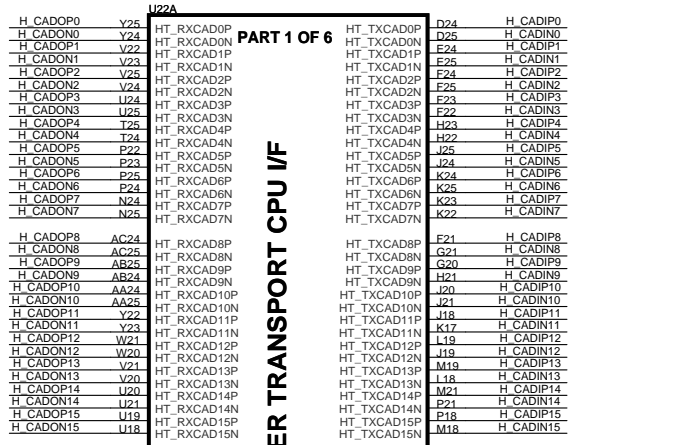 U22A
PART 1 OF 6
H_CADOP0 Y25 HT_RXCAD0P HT_TXCAD0P D24 H_CADIP0
H_CADON0 Y24 HT_RXCAD0N HT_TXCAD0N D25 H_CADIN0
H_CADOP1 V22 HT_RXCAD1P HT_TXCAD1P E24 H_CADIP1
H_CADON1 V23 HT_RXCAD1N HT_TXCAD1N E25 H_CADIN1
H_CADOP2 V25 HT_RXCAD2P HT_TXCAD2P F24 H_CADIP2
H_CADON2 V24 HT_RXCAD2N HT_TXCAD2N F25 H_CADIN2
H_CADOP3 U24 HT_RXCAD3P HT_TXCAD3P F23 H_CADIP3
H_CADON3 U25 HT_RXCAD3N HT_TXCAD3N F22 H_CADIN3
H_CADOP4 T25 HT_RXCAD4P HT_TXCAD4P H23 H_CADIP4
H_CADON4 T24 HT_RXCAD4N HT_TXCAD4N H22 H_CADIN4
H_CADOP5 P22 HT_RXCAD5P HT_TXCAD5P J25 H_CADIP5
H_CADON5 P23 HT_RXCAD5N HT_TXCAD5N J24 H_CADIN5
H_CADOP6 P25 HT_RXCAD6P HT_TXCAD6P K24 H_CADIP6
H_CADON6 P24 HT_RXCAD6N HT_TXCAD6N K25 H_CADIN6
H_CADOP7 N24 HT_RXCAD7P HT_TXCAD7P K23 H_CADIP7
H_CADON7 N25 HT_RXCAD7N HT_TXCAD7N K22 H_CADIN7
H_CADOP8 AC24 HT_RXCAD8P HT_TXCAD8P F21 H_CADIP8
H_CADON8 AC25 HT_RXCAD8N HT_TXCAD8N G21 H_CADIN8
H_CADOP9 AB25 HT_RXCAD9P HT_TXCAD9P G20 H_CADIP9
H_CADON9 AB24 HT_RXCAD9N HT_TXCAD9N H21 H_CADIN9
H_CADOP10 AA24 HT_RXCAD10P HT_TXCAD10P J20 H_CADIP10
H_CADON10 AA25 HT_RXCAD10N HT_TXCAD10N J21 H_CADIN10
H_CADOP11 Y22 HT_RXCAD11P HT_TXCAD11P J18 H_CADIP11
H_CADON11 Y23 HT_RXCAD11N HT_TXCAD11N K17 H_CADIN11
H_CADOP12 W21 HT_RXCAD12P HT_TXCAD12P L19 H_CADIP12
H_CADON12 W20 HT_RXCAD12N HT_TXCAD12N J19 H_CADIN12
H_CADOP13 V21 HT_RXCAD13P HT_TXCAD13P M19 H_CADIP13
H_CADON13 V20 HT_RXCAD13N HT_TXCAD13N L18 H_CADIN13
H_CADOP14 U20 HT_RXCAD14P HT_TXCAD14P M21 H_CADIP14
H_CADON14 U21 HT_RXCAD14N HT_TXCAD14N P21 H_CADIN14
H_CADOP15 U19 HT_RXCAD15P HT_TXCAD15P P18 H_CADIP15
H_CADON15 U18 HT_RXCAD15N HT_TXCAD15N M18 H_CADIN15
ER TRANSPORT CPU I/F